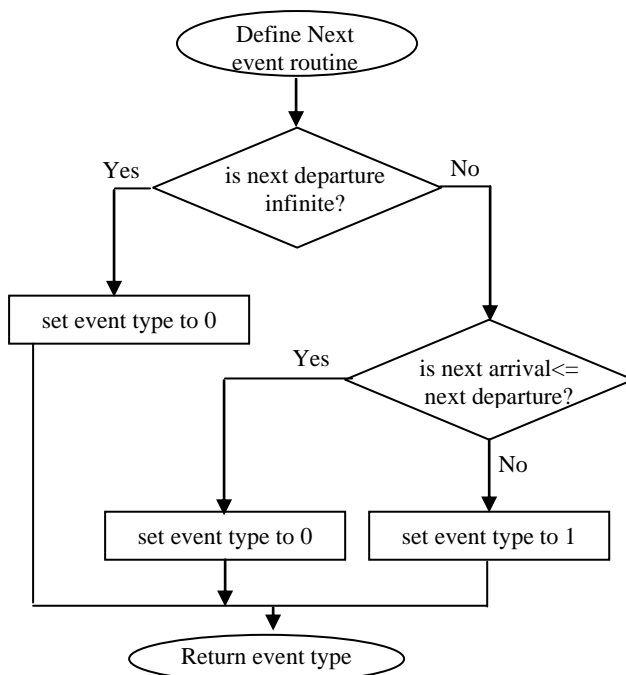 Define Next
event routine
Yes
is next departure
infinite?
No
set event type to 0
Yes
is next arrival<=
next departure?
No
set event type to 0
set event type to 1
Return event type